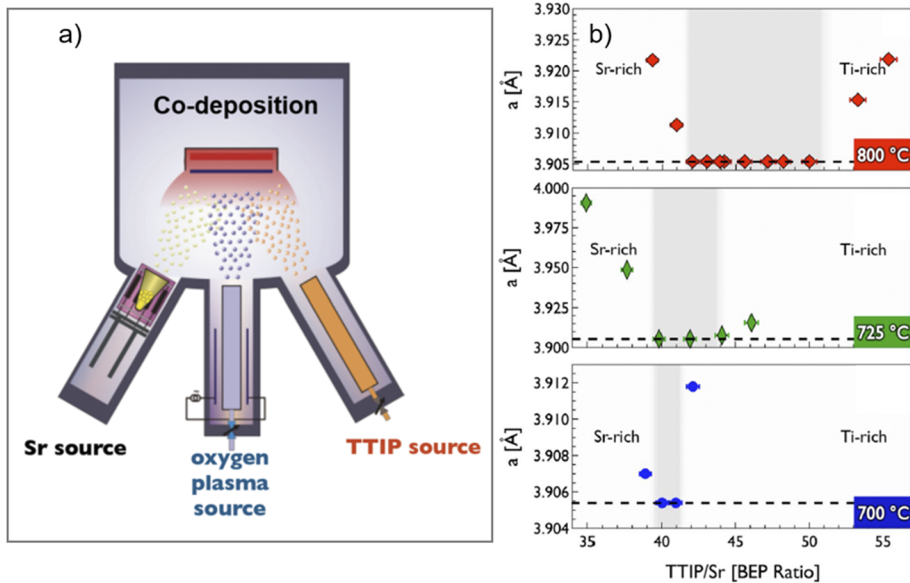 a)
Co-deposition
Sr source
oxygen
plasma
source
TTIP source
b)
3.930
3.925
3.920
3.915
3.910
3.905
a [Å]
Sr-rich
Ti-rich
800 °C
4.000
3.975
3.950
3.925
3.900
a [Å]
Sr-rich
Ti-rich
725 °C
3.912
3.910
3.908
3.906
3.904
a [Å]
Sr-rich
Ti-rich
700 °C
35 40 45 50 55
TTIP/Sr [BEP Ratio]